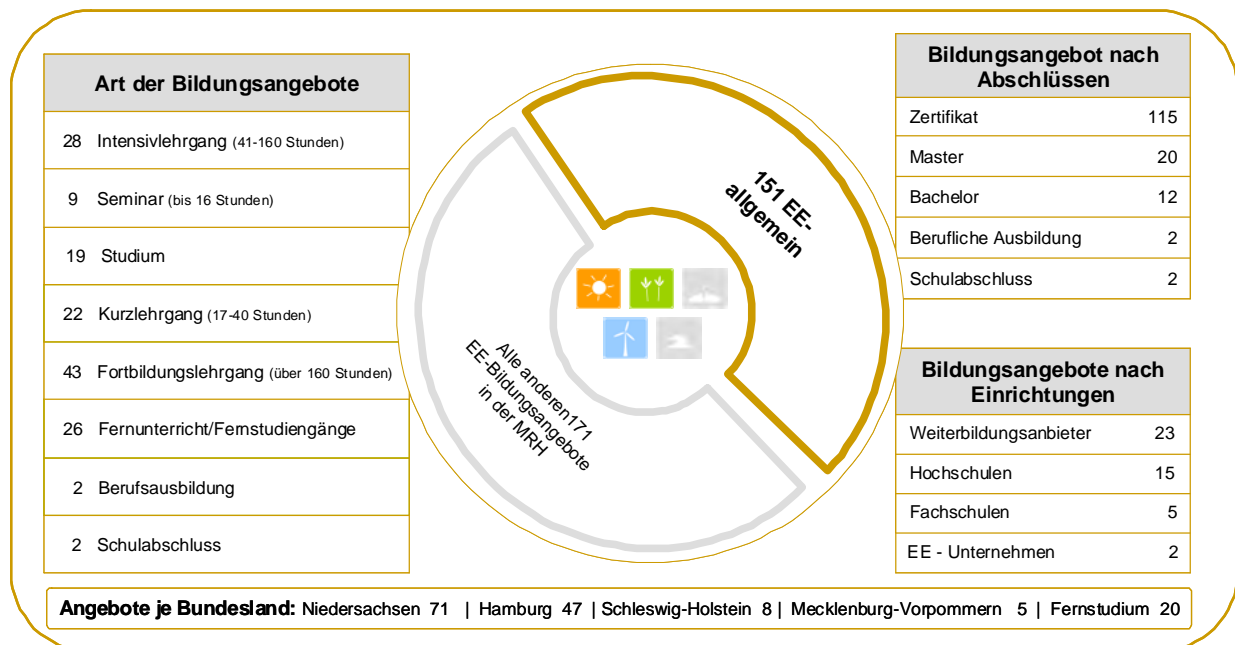 Art der Bildungsangebote
28 Intensivlehrgang (41-160 Stunden)
9 Seminar (bis 16 Stunden)
19 Studium
22 Kurzlehrgang (17-40 Stunden)
43 Fortbildungslehrgang (über 160 Stunden)
26 Fernunterricht/Fernstudiengänge
2 Berufsausbildung
2 Schulabschluss
151 EE-
allgemein
Alle anderen171
EE-Bildungsangebote
in der MRH
Bildungsangebot nach
Abschlüssen
Zertifikat 115
Master 20
Bachelor 12
Berufliche Ausbildung 2
Schulabschluss 2
Bildungsangebote nach
Einrichtungen
Weiterbildungsanbieter 23
Hochschulen 15
Fachschulen 5
EE - Unternehmen 2
Angebote je Bundesland: Niedersachsen 71 | Hamburg 47 | Schleswig-Holstein 8 | Mecklenburg-Vorpommern 5 | Fernstudium 20